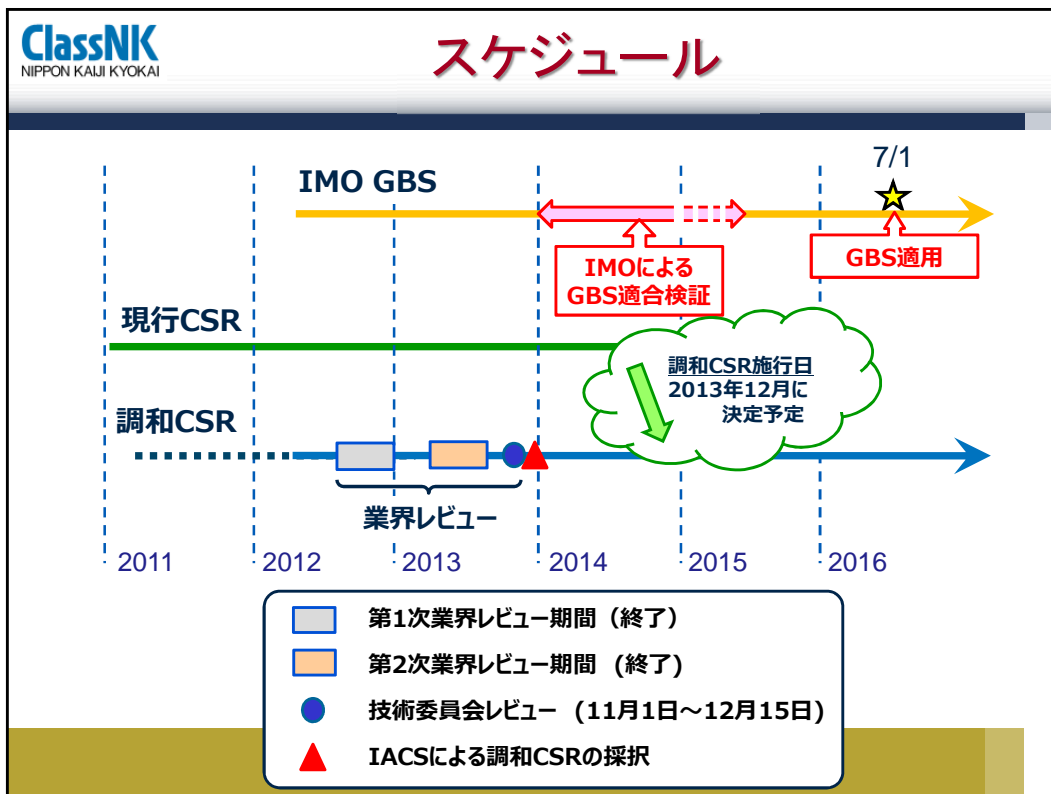 ClassNK
NIPPON KAIJI KYOKAI
スケジュール
7/1
IMO GBS
IMOによる
GBS適合検証
GBS適用
現行CSR
調和CSR施行日
2013年12月に
決定予定
調和CSR
業界レビュー
2011
2012
2013
2014
2015
2016
第1次業界レビュー期間（終了）
第2次業界レビュー期間 (終了)
技術委員会レビュー (11月1日～12月15日)
IACSによる調和CSRの採択